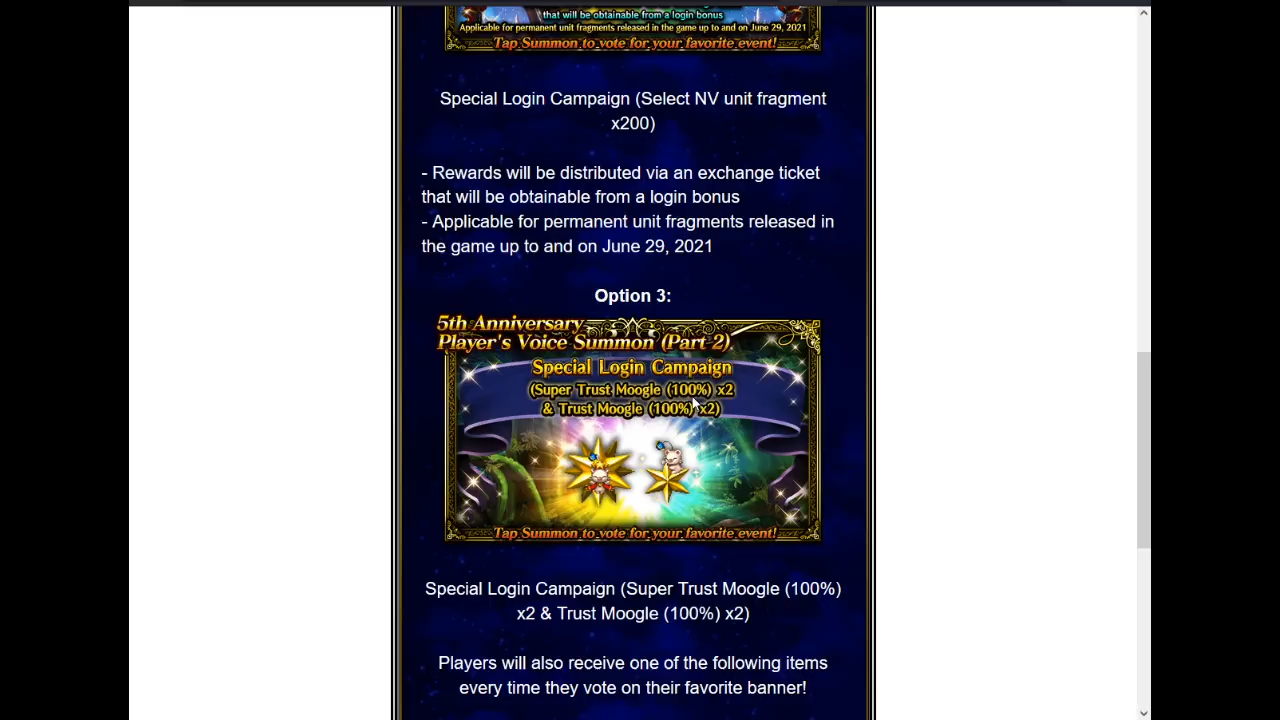 that will be obtainable from a login bonus
Applicable for permanent unit fragments released in the game up to and on June 29, 2021
Tap Summon to vote for your favorite event!
Special Login Campaign (Select NV unit fragment
x200)
- Rewards will be distributed via an exchange ticket
that will be obtainable from a login bonus
- Applicable for permanent unit fragments released in
the game up to and on June 29, 2021
Option 3:
5th Anniversary
Player's Voice Summon (Part 2)
Special Login Campaign
(Super Trust Moogle (100%) x2
& Trust Moogle (100%) x2)
Tap Summon to vote for your favorite event!
Special Login Campaign (Super Trust Moogle (100%)
x2 & Trust Moogle (100%) x2)
Players will also receive one of the following items
every time they vote on their favorite banner!